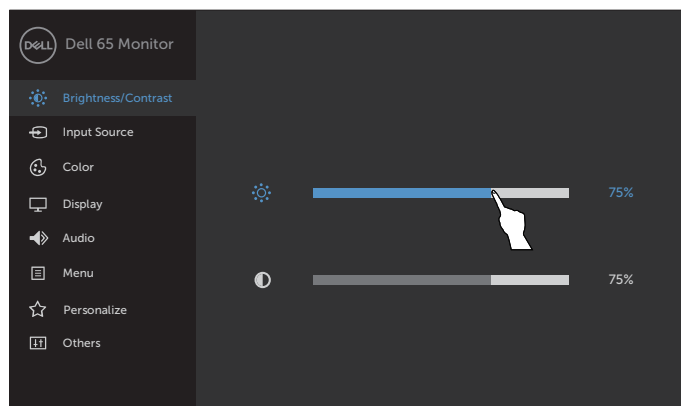 DELL
Dell 65 Monitor
Brightness/Contrast
Input Source
Color
Display
Audio
Menu
Personalize
Others
75%
75%